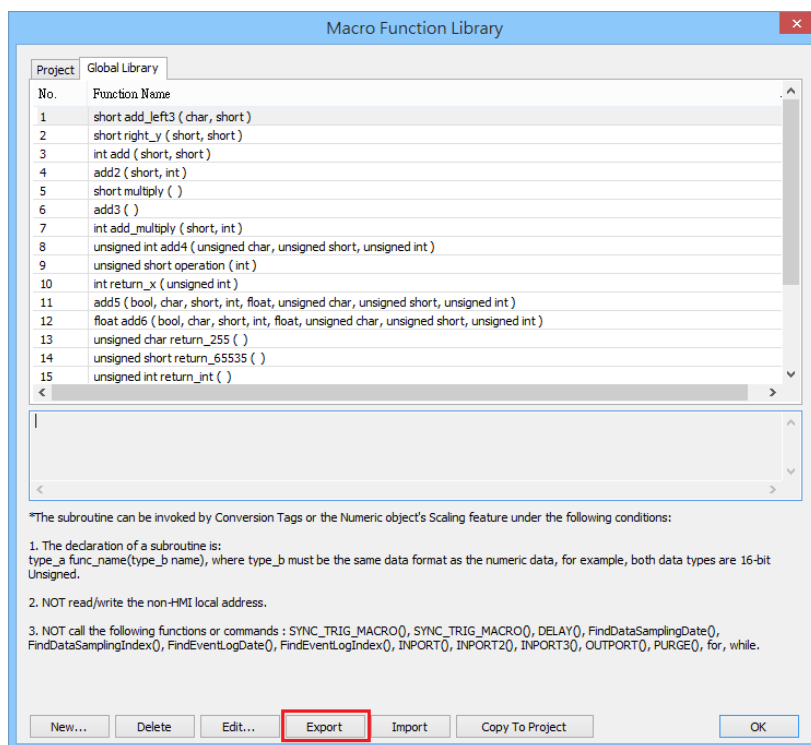 Macro Function Library
Project Global Library
No. Function Name
1 short add_left3 ( char, short )
2 short right_y ( short, short )
3 int add ( short, short )
4 add2 ( short, int )
5 short multiply ( )
6 add3 ( )
7 int add_multiply ( short, int )
8 unsigned int add4 ( unsigned char, unsigned short, unsigned int )
9 unsigned short operation ( int )
10 int return_x ( unsigned int )
11 add5 ( bool, char, short, int, float, unsigned char, unsigned short, unsigned int )
12 float add6 ( bool, char, short, int, float, unsigned char, unsigned short, unsigned int )
13 unsigned char return_255 ( )
14 unsigned short return_65535 ( )
15 unsigned int return_int ( )
*The subroutine can be invoked by Conversion Tags or the Numeric object's Scaling feature under the following conditions:
1. The declaration of a subroutine is:
type_a func_name(type_b name), where type_b must be the same data format as the numeric data, for example, both data types are 16-bit
Unsigned.
2. NOT read/write the non-HMI local address.
3. NOT call the following functions or commands : SYNC_TRIG_MACRO(), SYNC_TRIG_MACRO(), DELAY(), FindDataSamplingDate(),
FindDataSamplingIndex(), FindEventLogDate(), FindEventLogIndex(), INPORT(), INPORT2(), INPORT3(), OUTPORT(), PURGE(), for, while.
New... Delete Edit... Export Import Copy To Project OK